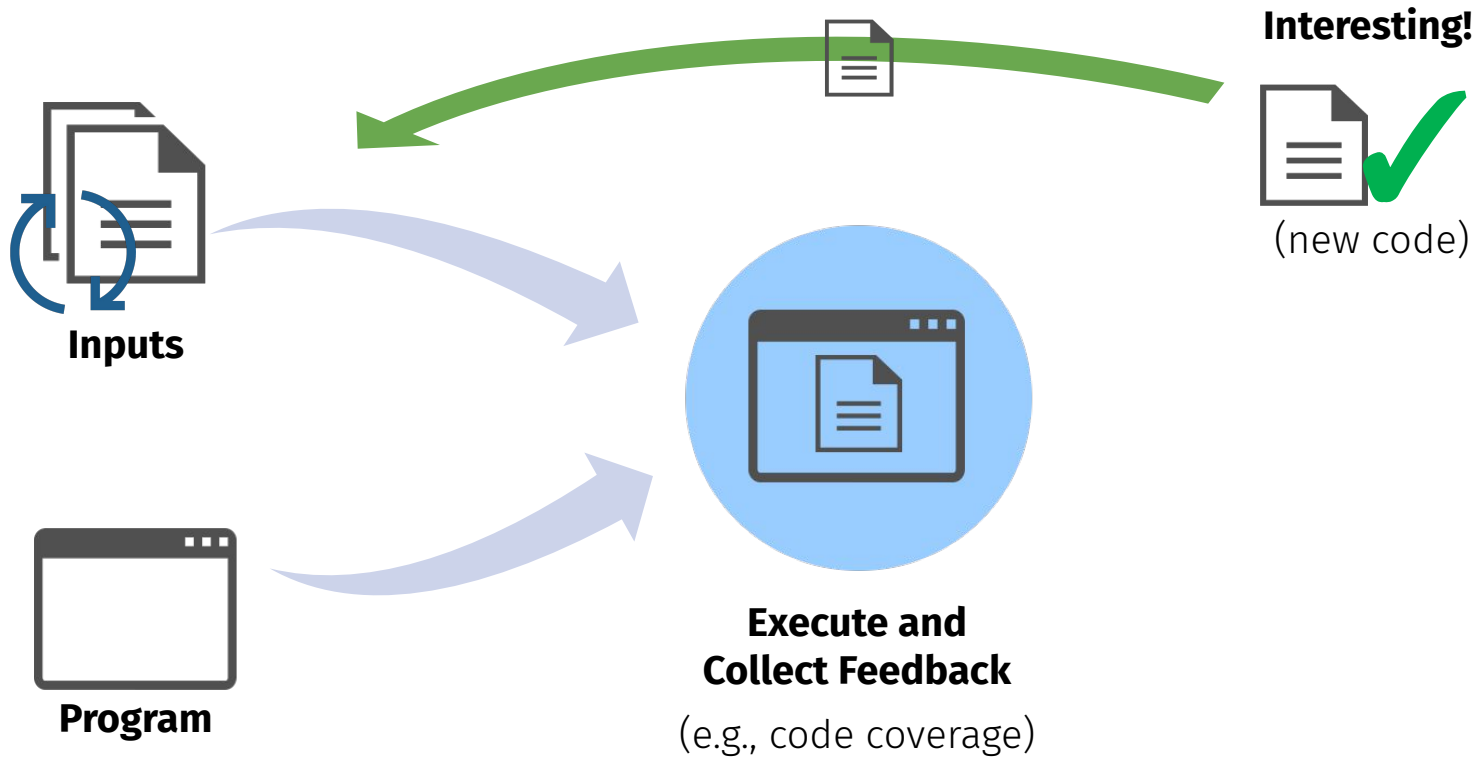 Interesting!
(new code)
Inputs
Program
Execute and
Collect Feedback
(e.g., code coverage)